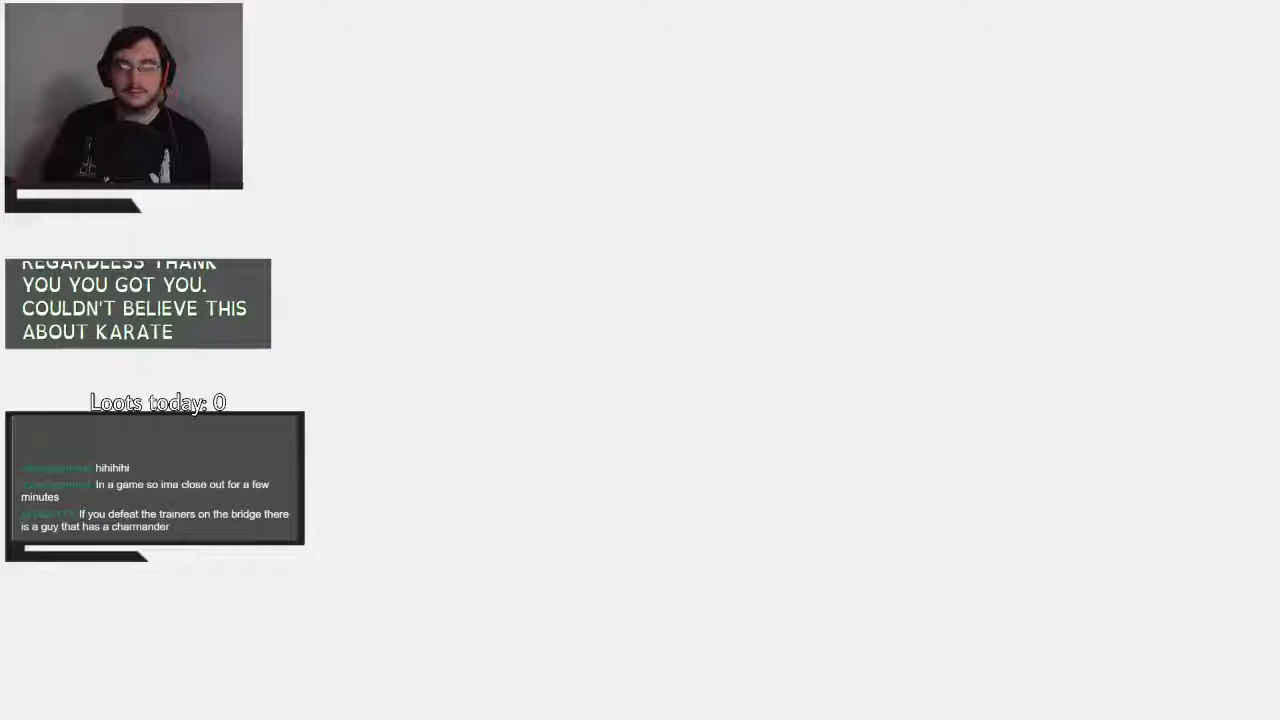 REGARDLESS THANK
YOU YOU GOT YOU.
COULDN'T BELIEVE THIS
ABOUT KARATE
Loots today: 0
hihihihi
In a game so ima close out for a few
minutes
If you defeat the trainers on the bridge there
is a guy that has a charmander